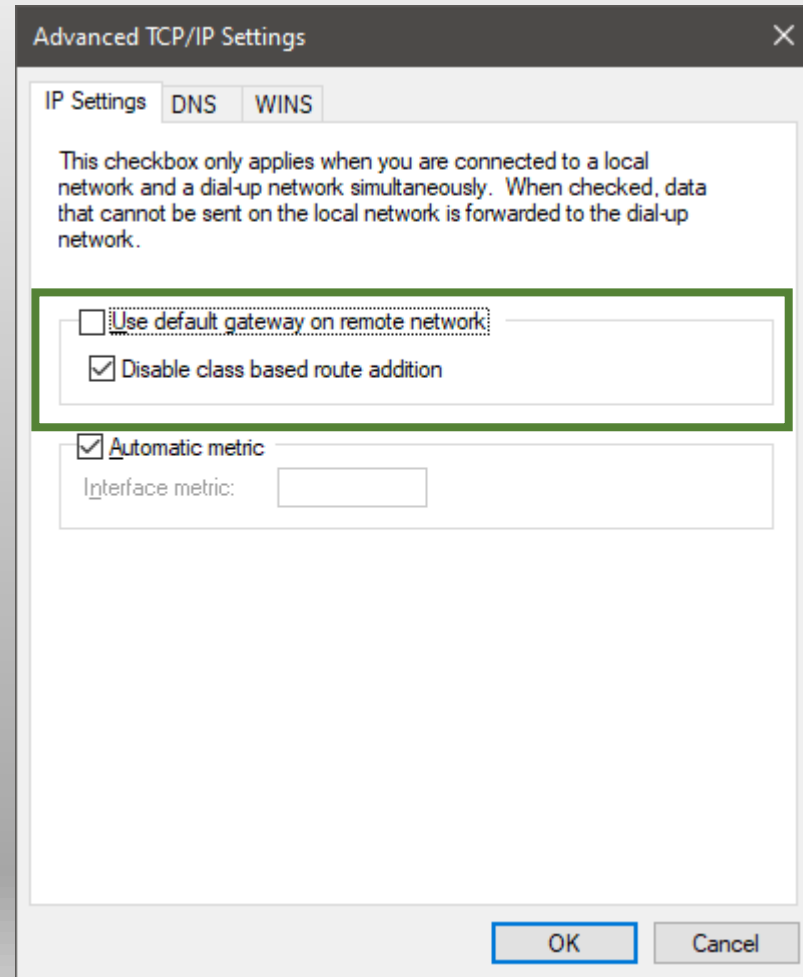 Advanced TCP/IP Settings
IP Settings DNS WINS
This checkbox only applies when you are connected to a local
network and a dial-up network simultaneously.  When checked, data
that cannot be sent on the local network is forwarded to the dial-up
network.
Use default gateway on remote network
Disable class based route addition
Automatic metric
Interface metric:
OK Cancel